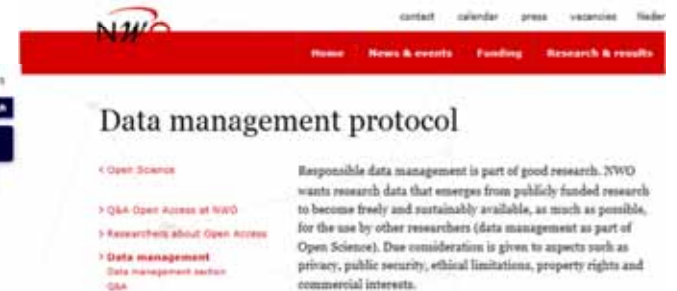 NWO
contact calendar press vacancies Neder
Home News & events Funding Research & results
Data management protocol
< Open Science
> Q&A Open Access at NWO
> Researchers about Open Access
> Data management
Data management section
Q&A
Responsible data management is part of good research. NWO
wants research data that emerges from publicly funded research
to become freely and sustainably available, as much as possible,
for the use by other researchers (data management as part of
Open Science). Due consideration is given to aspects such as
privacy, public security, ethical limitations, property rights and
commercial interests.